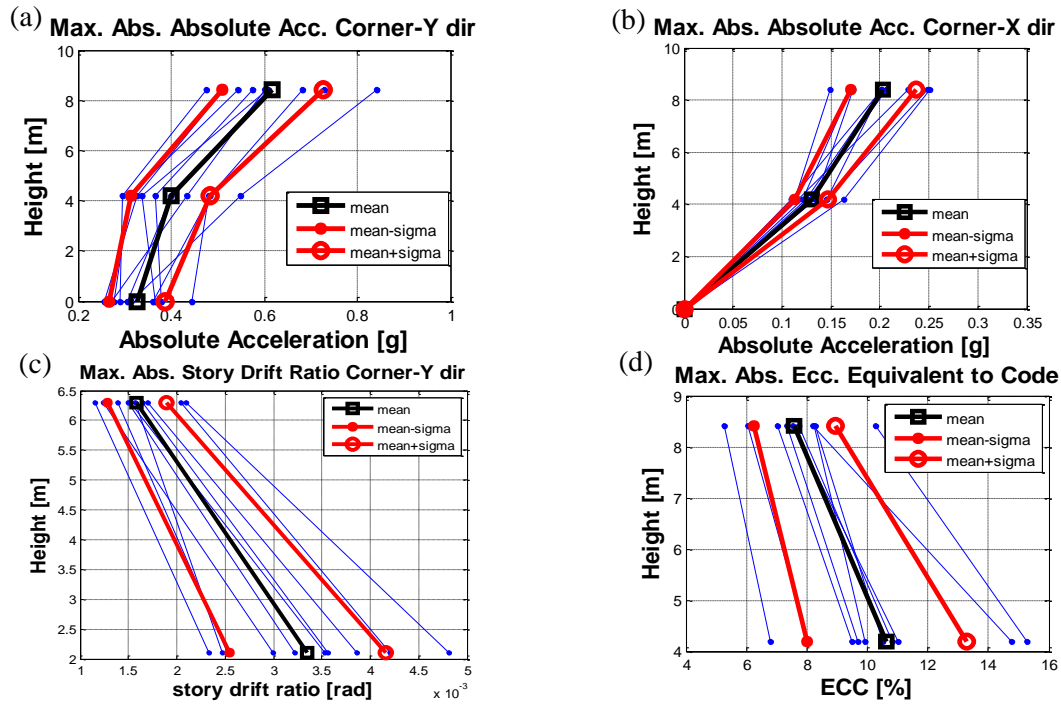 (a)
Max. Abs. Absolute Acc. Corner-Y dir
10
8
6
4
2
0
Height [m]
mean
mean-sigma
mean+sigma
0.2 0.4 0.6 0.8 1
Absolute Acceleration [g]
(b)
Max. Abs. Absolute Acc. Corner-X dir
10
8
6
4
2
0
Height [m]
mean
mean-sigma
mean+sigma
0 0.05 0.1 0.15 0.2 0.25 0.3 0.35
Absolute Acceleration [g]
(c)
Max. Abs. Story Drift Ratio Corner-Y dir
6.5
6
5.5
5
4.5
4
3.5
3
2.5
2
Height [m]
mean
mean-sigma
mean+sigma
1 1.5 2 2.5 3 3.5 4 4.5 5
story drift ratio [rad]
x 10⁻³
(d)
Max. Abs. Ecc. Equivalent to Code
9
8
7
6
5
4
Height [m]
mean
mean-sigma
mean+sigma
4 6 8 10 12 14 16
ECC [%]